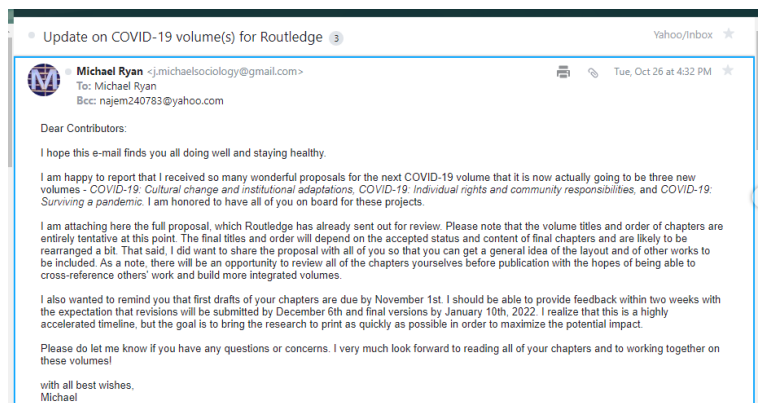 Update on COVID-19 volume(s) for Routledge 3
Yahoo/Inbox
Michael Ryan <j.michaelsociology@gmail.com>
Tue, Oct 26 at 4:32 PM
To: Michael Ryan
Bcc: najem240783@yahoo.com
Dear Contributors:
I hope this e-mail finds you all doing well and staying healthy.
I am happy to report that I received so many wonderful proposals for the next COVID-19 volume that it is now actually going to be three new
volumes - COVID-19: Cultural change and institutional adaptations, COVID-19: Individual rights and community responsibilities, and COVID-19:
Surviving a pandemic. I am honored to have all of you on board for these projects.
I am attaching here the full proposal, which Routledge has already sent out for review. Please note that the volume titles and order of chapters are
entirely tentative at this point. The final titles and order will depend on the accepted status and content of final chapters and are likely to be
rearranged a bit. That said, I did want to share the proposal with all of you so that you can get a general idea of the layout and of other works to
be included. As a note, there will be an opportunity to review all of the chapters yourselves before publication with the hopes of being able to
cross-reference others' work and build more integrated volumes.
I also wanted to remind you that first drafts of your chapters are due by November 1st. I should be able to provide feedback within two weeks with
the expectation that revisions will be submitted by December 6th and final versions by January 10th, 2022. I realize that this is a highly
accelerated timeline, but the goal is to bring the research to print as quickly as possible in order to maximize the potential impact.
Please do let me know if you have any questions or concerns. I very much look forward to reading all of your chapters and to working together on
these volumes!
with all best wishes,
Michael